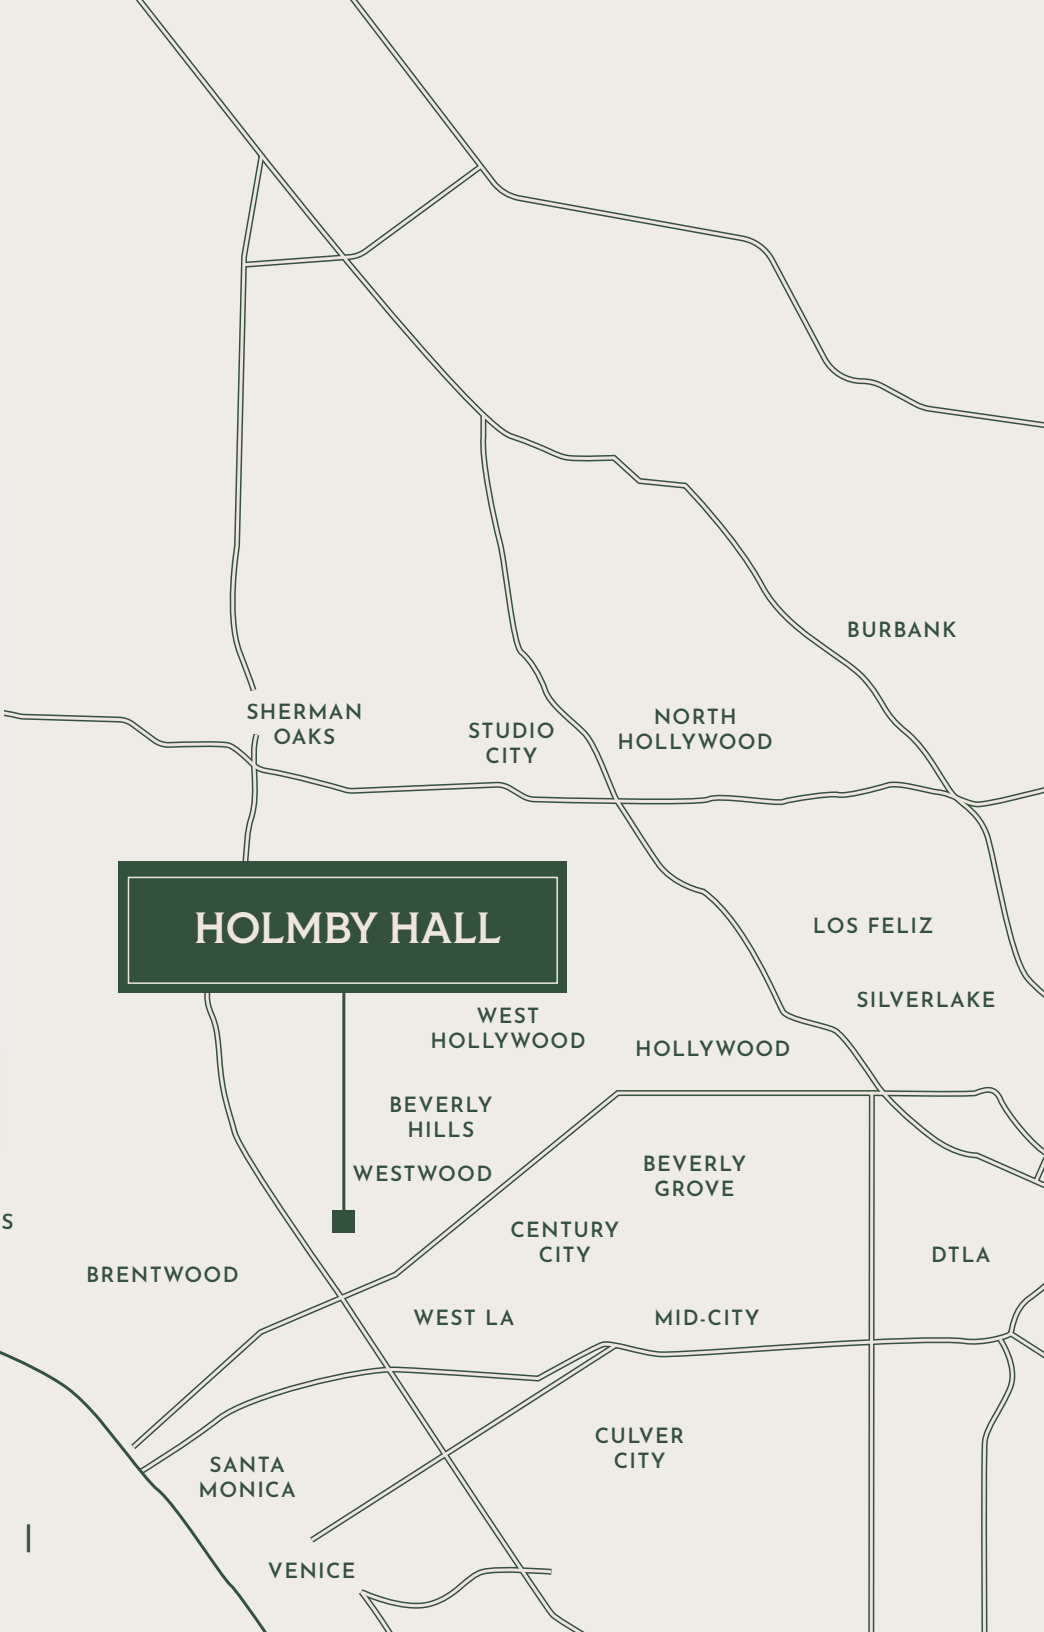 BURBANK
SHERMAN
OAKS
STUDIO
CITY
NORTH
HOLLYWOOD
HOLMBY HALL
LOS FELIZ
SILVERLAKE
WEST
HOLLYWOOD
HOLLYWOOD
BEVERLY
HILLS
WESTWOOD
BEVERLY
GROVE
S
CENTURY
CITY
DTLA
BRENTWOOD
WEST LA
MID-CITY
CULVER
CITY
SANTA
MONICA
VENICE